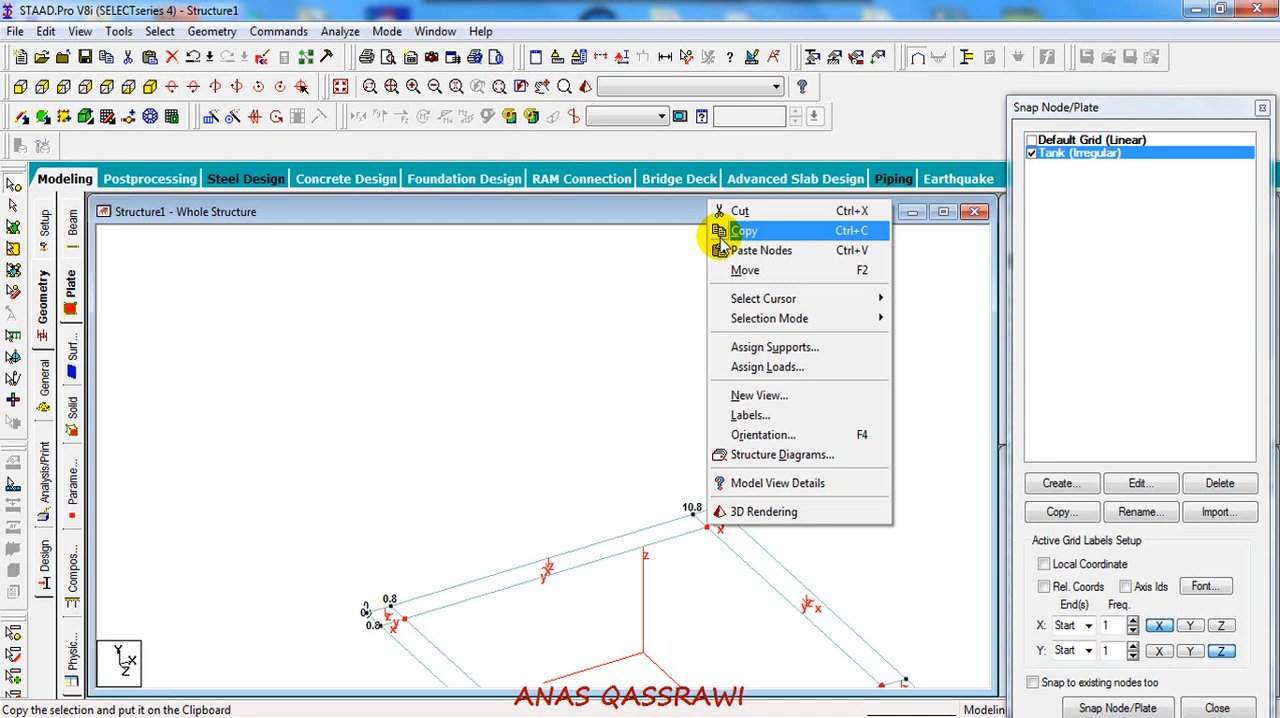 STAAD.Pro V8i (SELECTseries 4) - Structure1
File Edit View Tools Select Geometry Commands Analyze Mode Window Help
Modeling Postprocessing Steel Design Concrete Design Foundation Design RAM Connection Bridge Deck Advanced Slab Design Piping Earthquake
Structure1 - Whole Structure
Setup
Geometry
General
Analysis/Print
Design
Beam
Plate
Surf...
Solid
Parame...
Compos...
Physic...
Cut Ctrl+X
Copy Ctrl+C
Paste Nodes Ctrl+V
Move F2
Select Cursor
Selection Mode
Assign Supports...
Assign Loads...
New View...
Labels...
Orientation... F4
Structure Diagrams...
Model View Details
3D Rendering
10.8
x
z
0.8
0.8
x
Y
X
Z
Snap Node/Plate
Default Grid (Linear)
Tank (Irregular)
Create... Edit... Delete
Copy... Rename... Import...
Active Grid Labels Setup
Local Coordinate
Rel. Coords Axis Ids Font...
End(s) Freq.
X: Start 1 X Y Z
Y: Start 1 X Y Z
Snap to existing nodes too
Snap Node/Plate Close
ANAS QASSRAWI
Copy the selection and put it on the Clipboard
Modeling